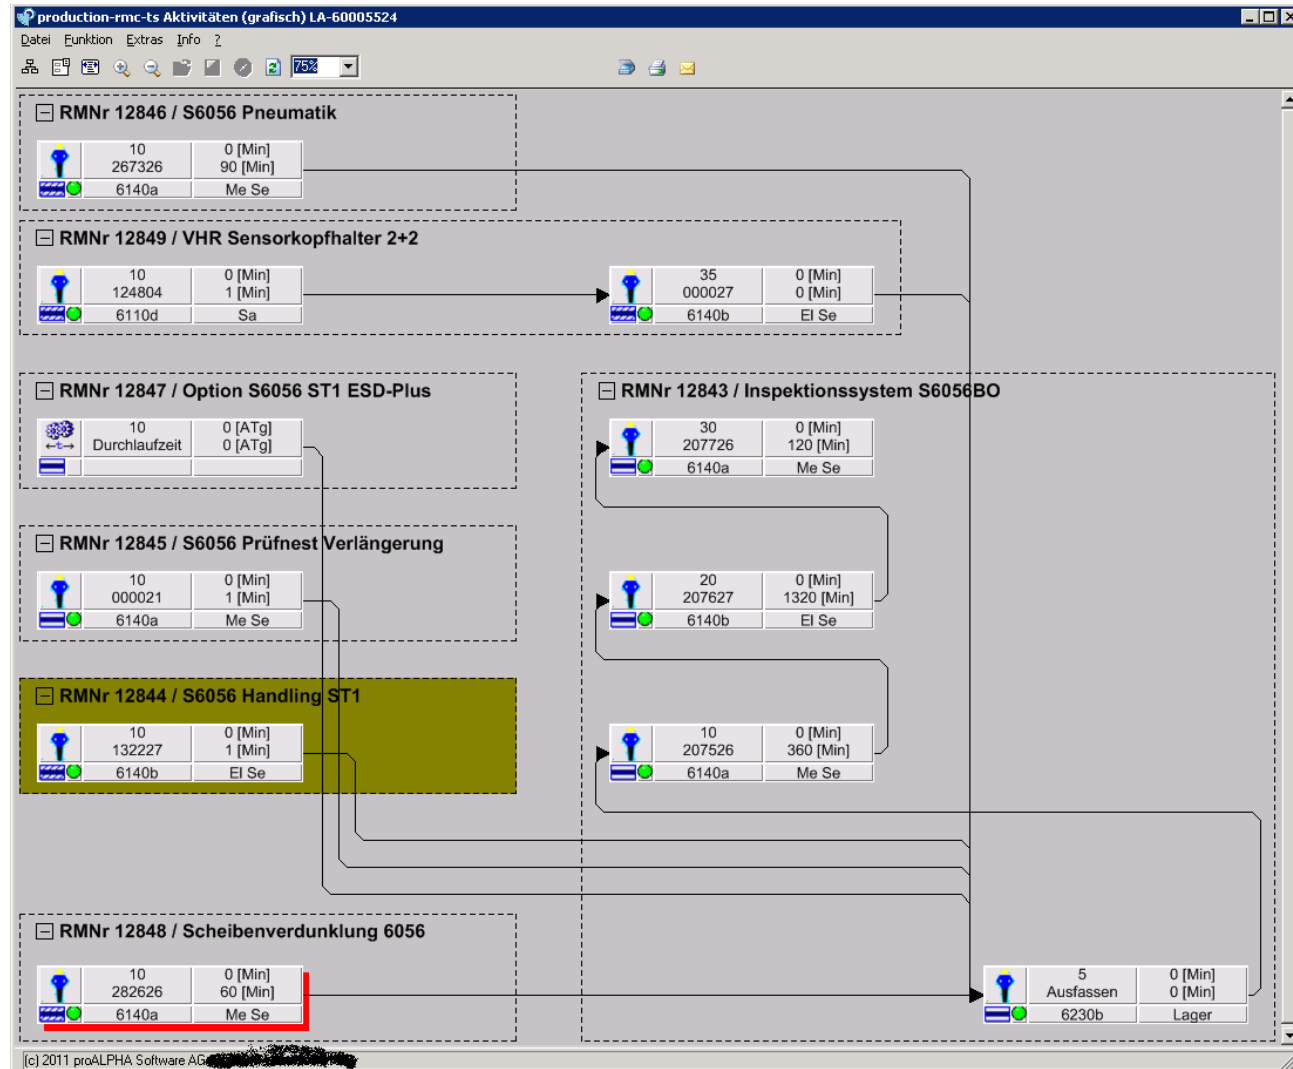 production-rmc-ts Aktivitäten (grafisch) LA-60005524
Datei Funktion Extras Info ?
75%
RMNr 12846 / S6056 Pneumatik
10 0 [Min]
267326 90 [Min]
6140a Me Se
RMNr 12849 / VHR Sensorkopfhalter 2+2
10 0 [Min] 35 0 [Min]
124804 1 [Min] 000027 0 [Min]
6110d Sa 6140b El Se
RMNr 12847 / Option S6056 ST1 ESD-Plus
10 0 [ATg]
Durchlaufzeit 0 [ATg]
←t→
RMNr 12843 / Inspektionssystem S6056BO
30 0 [Min]
207726 120 [Min]
6140a Me Se
RMNr 12845 / S6056 Prüfnest Verlängerung
10 0 [Min]
000021 1 [Min]
6140a Me Se
20 0 [Min]
207627 1320 [Min]
6140b El Se
RMNr 12844 / S6056 Handling ST1
10 0 [Min]
132227 1 [Min]
6140b El Se
10 0 [Min]
207526 360 [Min]
6140a Me Se
RMNr 12848 / Scheibenverdunklung 6056
10 0 [Min]
282626 60 [Min]
6140a Me Se
5 0 [Min]
Ausfassen 0 [Min]
6230b Lager
(c) 2011 proALPHA Software AG